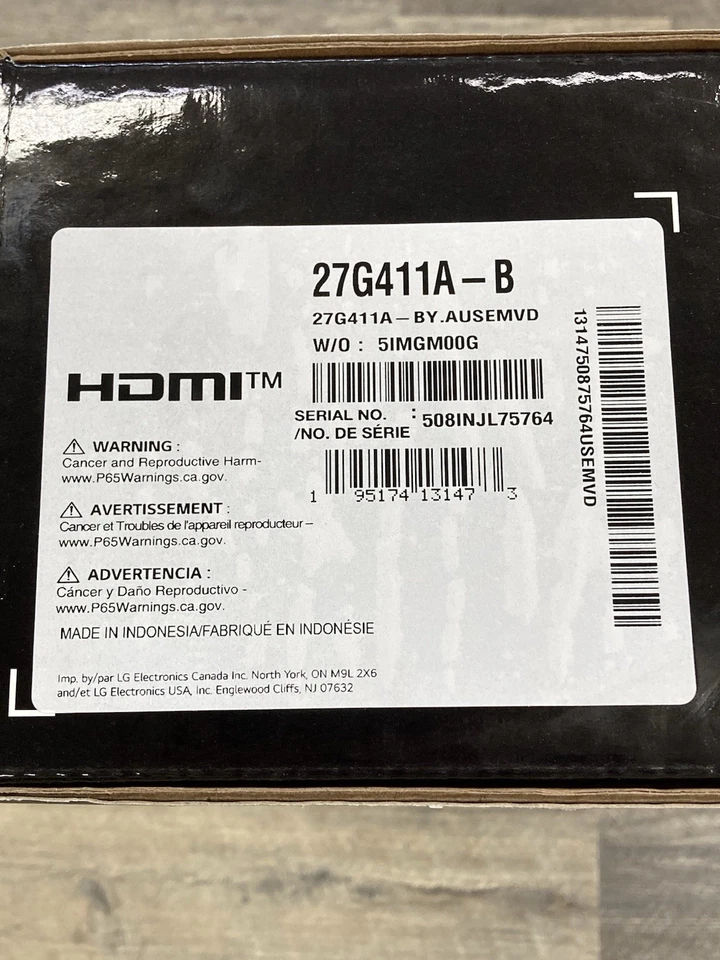 27G411A-B
27G411A-BY.AUSEMVD
W/O : 5IMGM00G
HDMI™
SERIAL NO. :
/NO. DE SÉRIE
508INJL75764
1 95174 13147 3
1314750875764USEMVD
⚠ WARNING :
Cancer and Reproductive Harm-
www.P65Warnings.ca.gov.
⚠ AVERTISSEMENT :
Cancer et Troubles de l'appareil reproducteur –
www.P65Warnings.ca.gov.
⚠ ADVERTENCIA :
Cáncer y Daño Reproductivo -
www.P65Warnings.ca.gov.
MADE IN INDONESIA/FABRIQUÉ EN INDONÉSIE
Imp. by/par LG Electronics Canada Inc. North York, ON M9L 2X6
and/et LG Electronics USA, Inc. Englewood Cliffs, NJ 07632